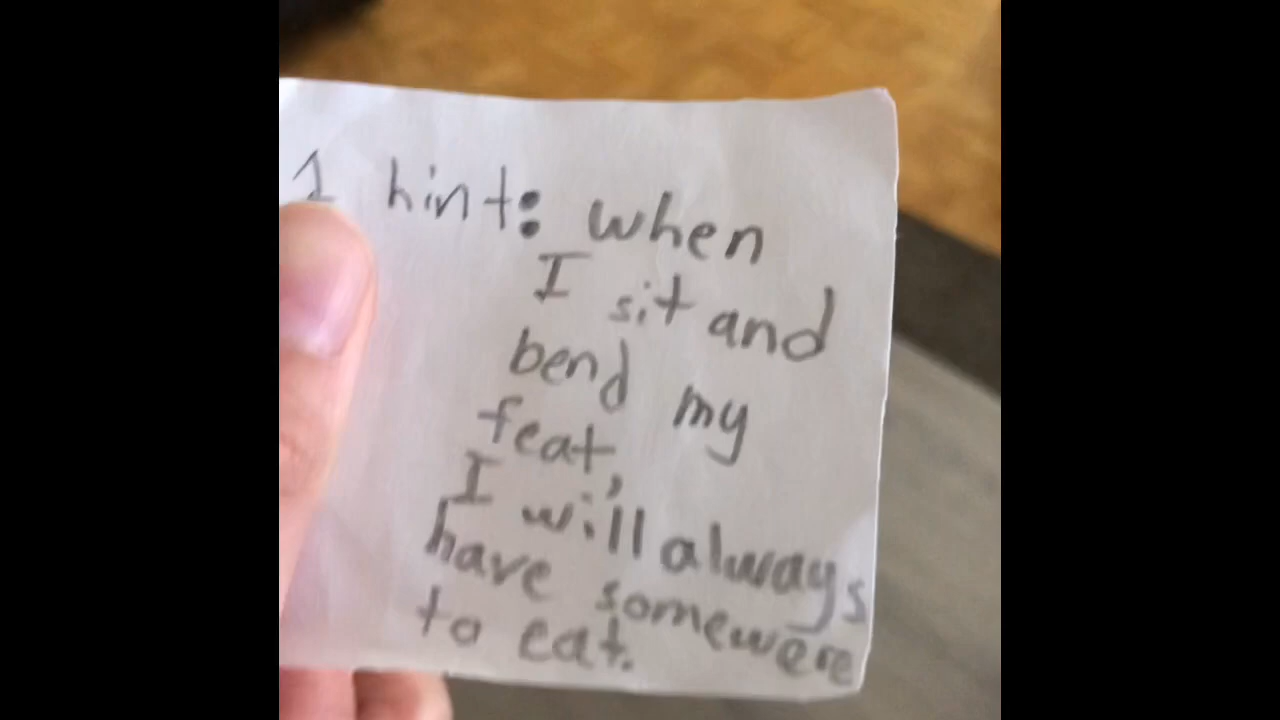 1 hint: when
I sit and
bend my
feat,
I will always
have somewere
to eat.